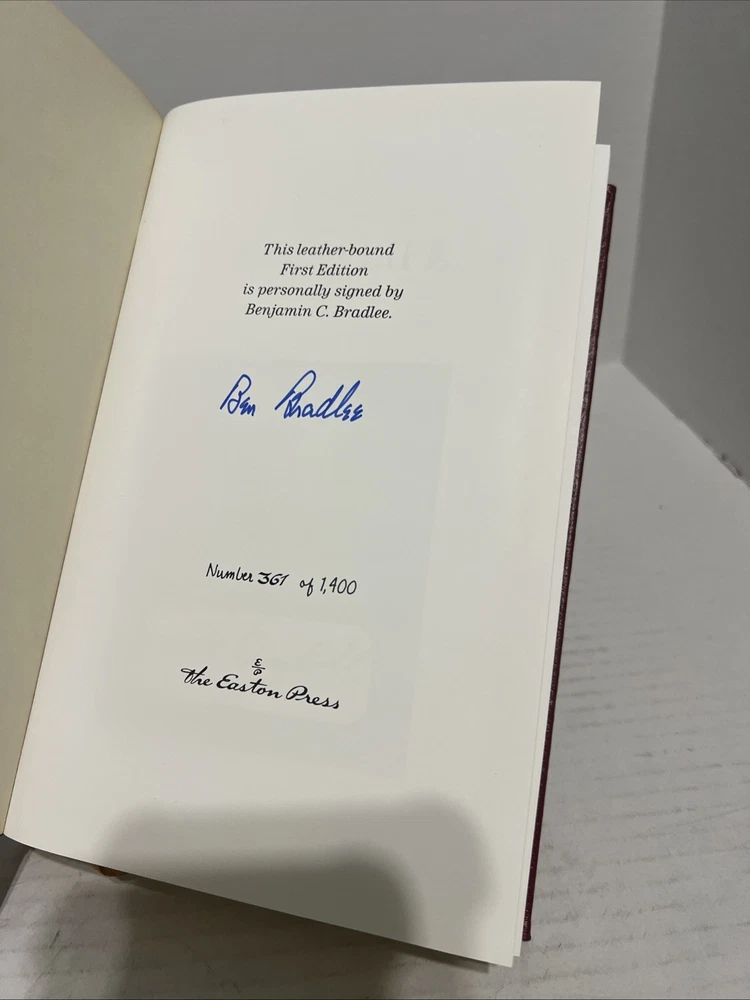 This leather-bound
First Edition
is personally signed by
Benjamin C. Bradlee.
Ben Bradlee
Number 361 of 1,400
E
P
the Easton Press